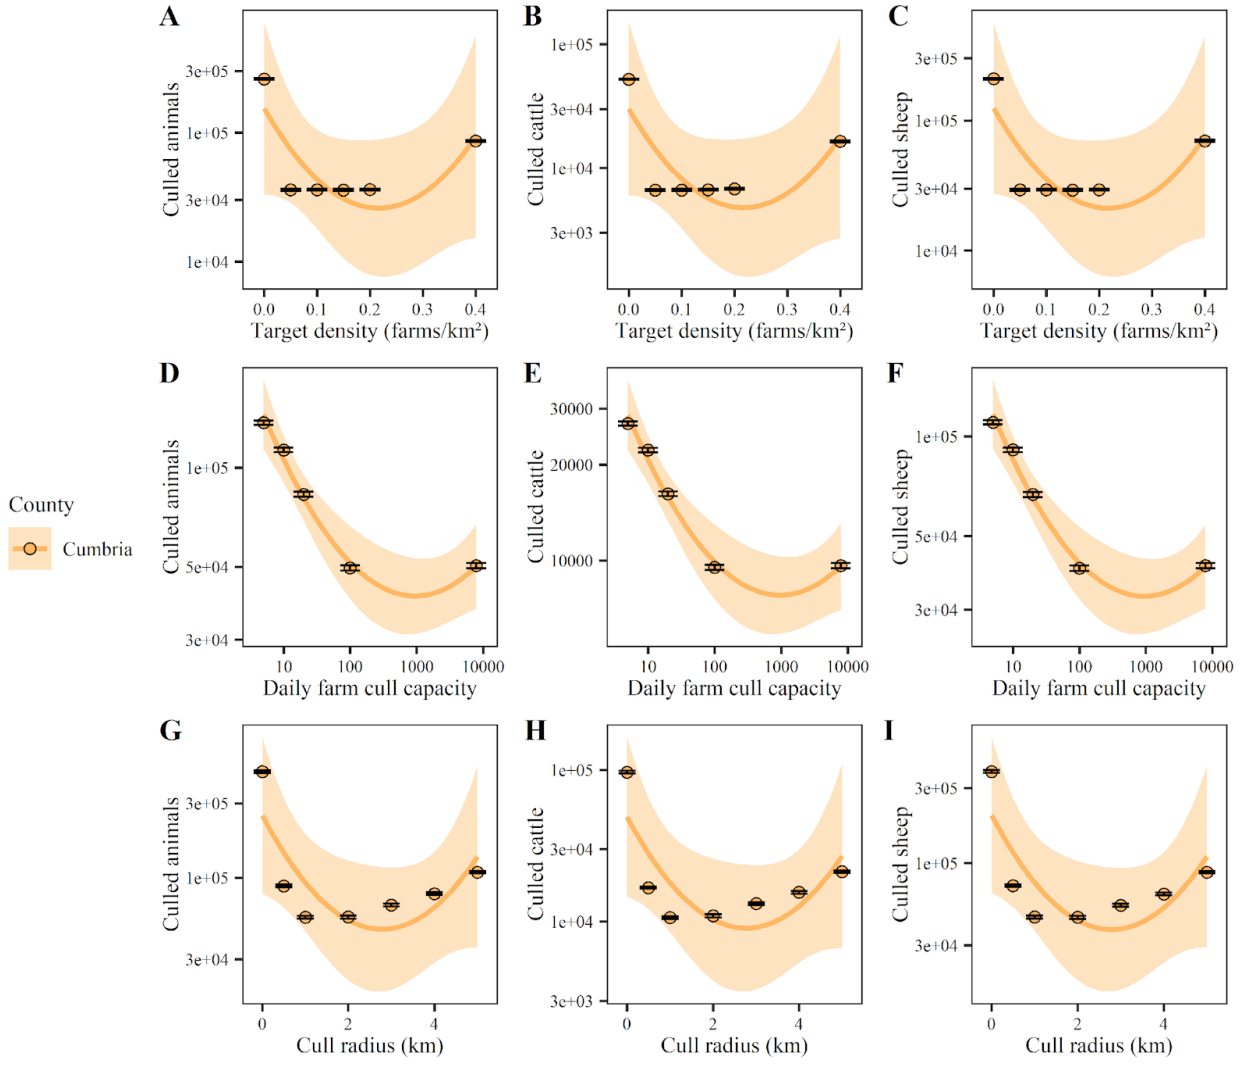 A
B
C
Culled animals
3e+05
1e+05
3e+04
1e+04
0.0 0.1 0.2 0.3 0.4
Target density (farms/km²)
Culled cattle
1e+05
3e+04
1e+04
3e+03
0.0 0.1 0.2 0.3 0.4
Target density (farms/km²)
Culled sheep
3e+05
1e+05
3e+04
1e+04
0.0 0.1 0.2 0.3 0.4
Target density (farms/km²)
D
E
F
Culled animals
1e+05
5e+04
3e+04
10 100 1000 10000
Daily farm cull capacity
Culled cattle
30000
20000
10000
10 100 1000 10000
Daily farm cull capacity
Culled sheep
1e+05
5e+04
3e+04
10 100 1000 10000
Daily farm cull capacity
County
Cumbria
G
H
I
Culled animals
3e+05
1e+05
3e+04
0 2 4
Cull radius (km)
Culled cattle
1e+05
3e+04
1e+04
3e+03
0 2 4
Cull radius (km)
Culled sheep
3e+05
1e+05
3e+04
0 2 4
Cull radius (km)